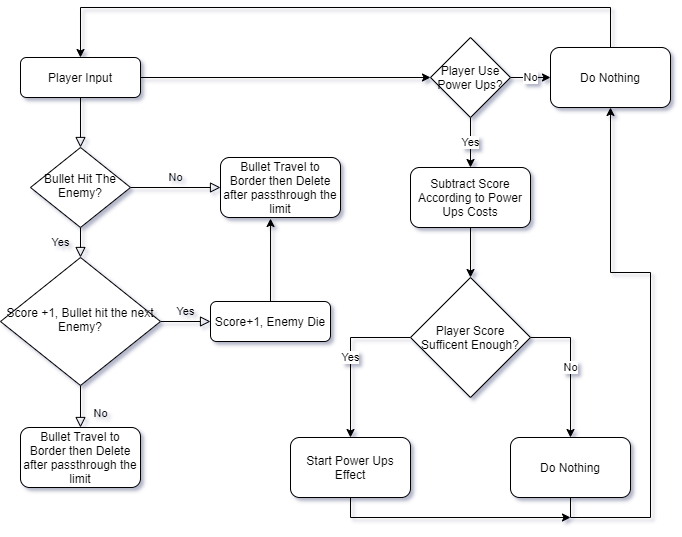 Player Input
Player Use
Power Ups?
No
Do Nothing
Yes
Bullet Hit The
Enemy?
No
Bullet Travel to
Border then Delete
after passthrough the
limit
Subtract Score
According to Power
Ups Costs
Yes
Score +1, Bullet hit the next
Enemy?
Yes
Score+1, Enemy Die
Player Score
Sufficent Enough?
Yes
No
No
Bullet Travel to
Border then Delete
after passthrough the
limit
Start Power Ups
Effect
Do Nothing